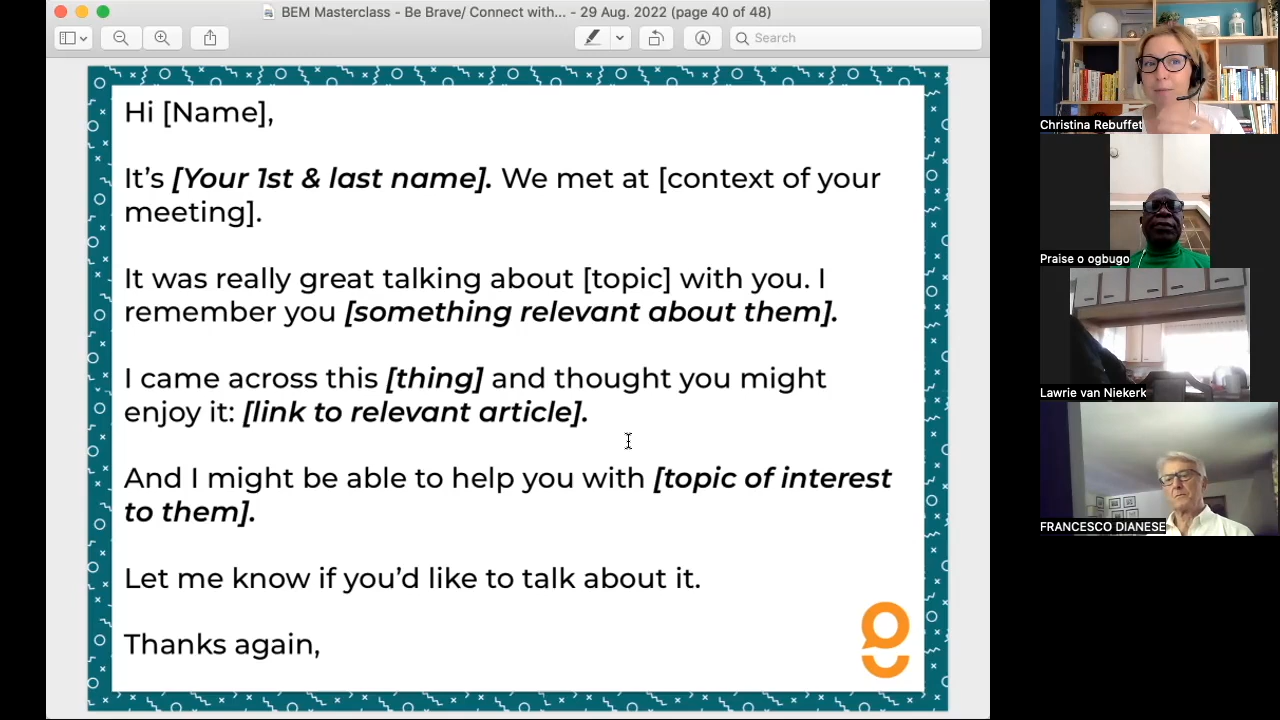 BEM Masterclass - Be Brave/ Connect with... - 29 Aug. 2022 (page 40 of 48)
Search
Hi [Name],
It's [Your 1st & last name]. We met at [context of your
meeting].
It was really great talking about [topic] with you. I
remember you [something relevant about them].
I came across this [thing] and thought you might
enjoy it: [link to relevant article].
And I might be able to help you with [topic of interest
to them].
Let me know if you'd like to talk about it.
Thanks again,
Christina Rebuffet
Praise o ogbugo
Lawrie van Niekerk
FRANCESCO DIANESE